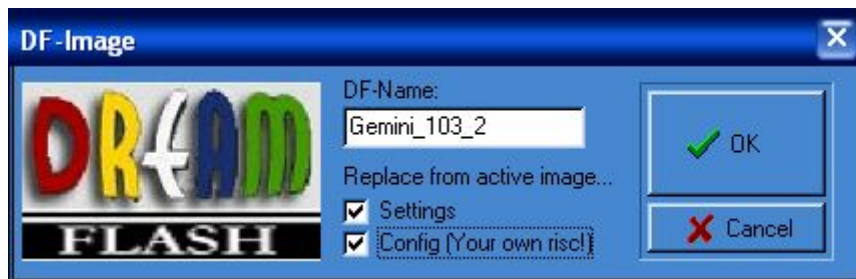 DF-Image
DREAM
FLASH
DF-Name:
Gemini_103_2
Replace from active image...
Settings
Config (Your own risc!)
OK
Cancel